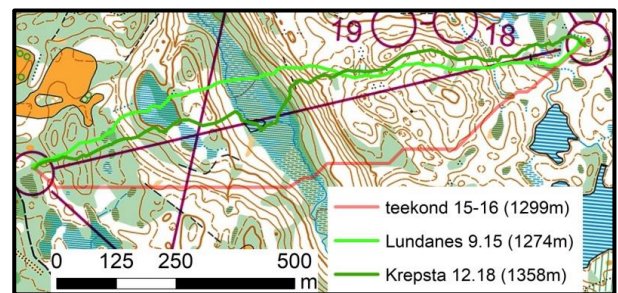 19 18
teekond 15-16 (1299m)
Lundanes 9.15 (1274m)
Krepsta 12.18 (1358m)
0 125 250 500
m